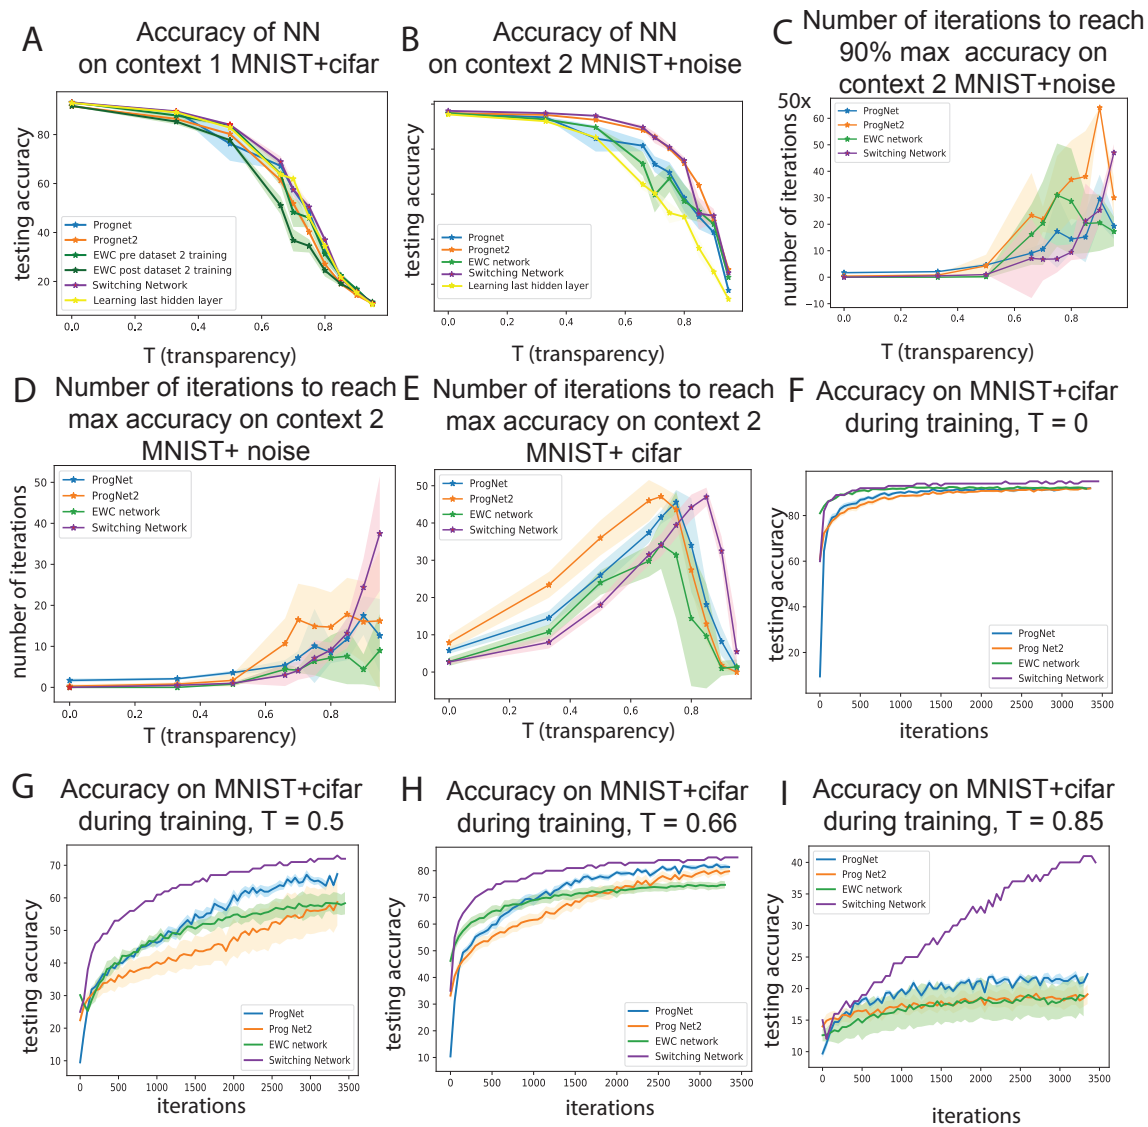 A
Accuracy of NN
on context 1 MNIST+cifar
testing accuracy
80
60
40
20
Prognet
Prognet2
EWC pre dataset 2 training
EWC post dataset 2 training
Switching Network
Learning last hidden layer
0.0 0.2 0.4 0.6 0.8
T (transparency)
B
Accuracy of NN
on context 2 MNIST+noise
testing accuracy
Prognet
Prognet2
EWC network
Switching Network
Learning last hidden layer
0.0 0.2 0.4 0.6 0.8
T (transparency)
C
Number of iterations to reach
90% max accuracy on
context 2 MNIST+noise
50x
number of iterations
60
50
40
30
20
10
0
−10
ProgNet
ProgNet2
EWC network
Switching Network
0.0 0.2 0.4 0.6 0.8
T (transparency)
D
Number of iterations to reach
max accuracy on context 2
MNIST+ noise
number of iterations
50
40
30
20
10
0
ProgNet
ProgNet2
EWC network
Switching Network
0.0 0.2 0.4 0.6 0.8
T (transparency)
E
Number of iterations to reach
max accuracy on context 2
MNIST+ cifar
50
40
30
20
10
0
ProgNet
ProgNet2
EWC network
Switching Network
0.0 0.2 0.4 0.6 0.8
T (transparency)
F
Accuracy on MNIST+cifar
during training, T = 0
testing accuracy
80
60
40
20
ProgNet
Prog Net2
EWC network
Switching Network
0 500 1000 1500 2000 2500 3000 3500
iterations
G
Accuracy on MNIST+cifar
during training, T = 0.5
testing accuracy
70
60
50
40
30
20
10
ProgNet
Prog Net2
EWC network
Switching Network
0 500 1000 1500 2000 2500 3000 3500
iterations
H
Accuracy on MNIST+cifar
during training, T = 0.66
testing accuracy
80
70
60
50
40
30
20
10
ProgNet
Prog Net2
EWC network
Switching Network
0 500 1000 1500 2000 2500 3000 3500
iterations
I
Accuracy on MNIST+cifar
during training, T = 0.85
testing accuracy
40
35
30
25
20
15
10
ProgNet
Prog Net2
EWC network
Switching Network
0 500 1000 1500 2000 2500 3000 3500
iterations